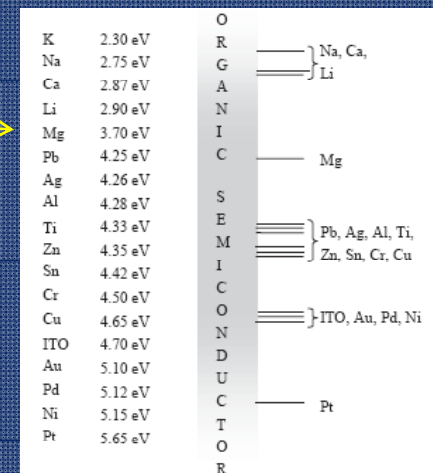 K 2.30 eV
Na 2.75 eV
Ca 2.87 eV
Li 2.90 eV
Mg 3.70 eV
Pb 4.25 eV
Ag 4.26 eV
Al 4.28 eV
Ti 4.33 eV
Zn 4.35 eV
Sn 4.42 eV
Cr 4.50 eV
Cu 4.65 eV
ITO 4.70 eV
Au 5.10 eV
Pd 5.12 eV
Ni 5.15 eV
Pt 5.65 eV
O
R
G
A
N
I
C
S
E
M
I
C
O
N
D
U
C
T
O
R
Na, Ca,
Li
Mg
Pb, Ag, Al, Ti,
Zn, Sn, Cr, Cu
ITO, Au, Pd, Ni
Pt